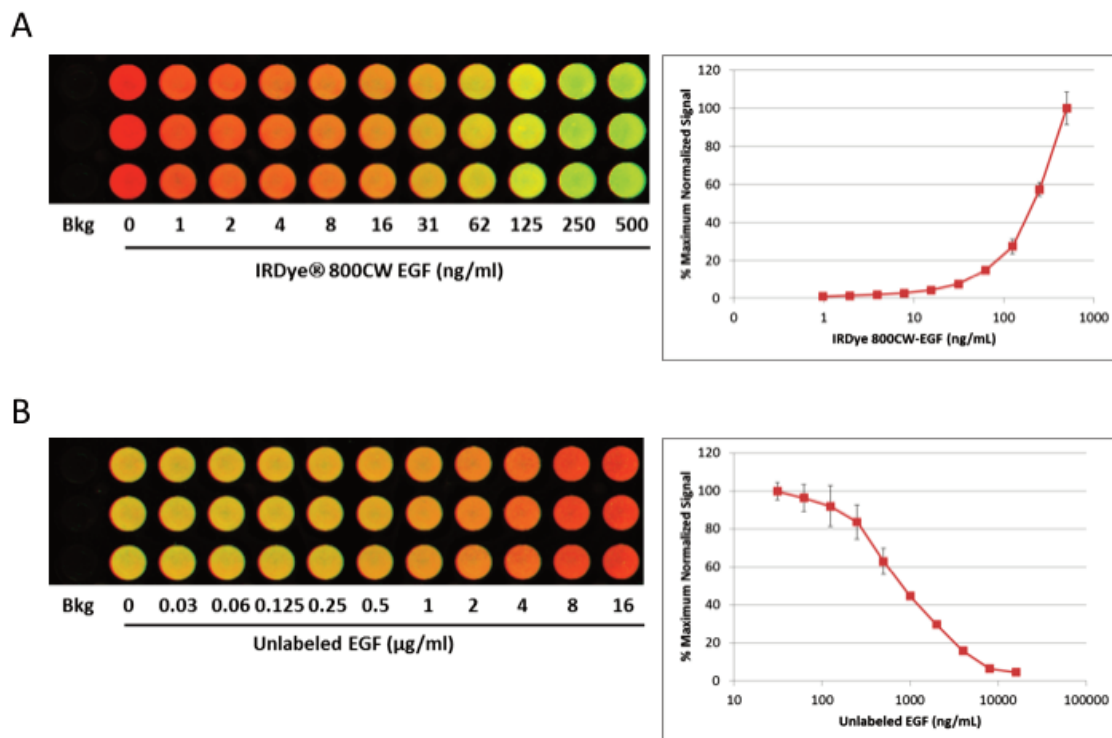 A
Bkg 0 1 2 4 8 16 31 62 125 250 500
IRDye® 800CW EGF (ng/ml)
% Maximum Normalized Signal
120
100
80
60
40
20
0
0 1 10 100 1000
IRDye 800CW-EGF (ng/mL)
B
Bkg 0 0.03 0.06 0.125 0.25 0.5 1 2 4 8 16
Unlabeled EGF (µg/ml)
% Maximum Normalized Signal
120
100
80
60
40
20
0
10 100 1000 10000 100000
Unlabeled EGF (ng/mL)